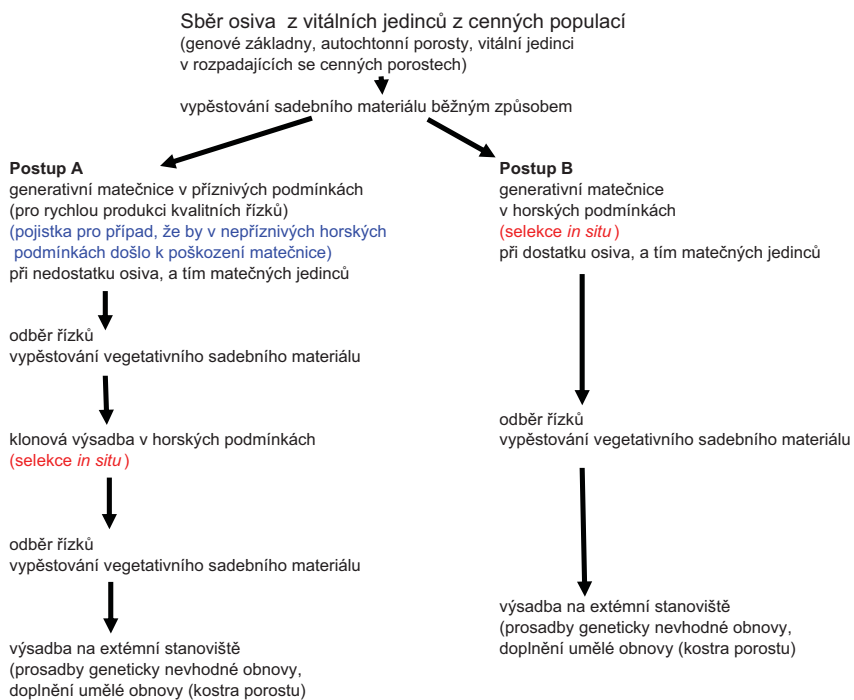 Sběr osiva z vitálních jedinců z cenných populací
(genové základny, autochtonní porosty, vitální jedinci
v rozpadajících se cenných porostech)
vypěstování sadebního materiálu běžným způsobem
Postup A
generativní matečnice v příznivých podmínkách
(pro rychlou produkci kvalitních řízků)
(pojistka pro případ, že by v nepříznivých horských
podmínkách došlo k poškození matečnice)
při nedostatku osiva, a tím matečných jedinců
odběr řízků
vypěstování vegetativního sadebního materiálu
klonová výsadba v horských podmínkách
(selekce in situ)
odběr řízků
vypěstování vegetativního sadebního materiálu
výsadba na extémní stanoviště
(prosadby geneticky nevhodné obnovy,
doplnění umělé obnovy (kostra porostu)
Postup B
generativní matečnice
v horských podmínkách
(selekce in situ)
při dostatku osiva, a tím matečných jedinců
odběr řízků
vypěstování vegetativního sadebního materiálu
výsadba na extémní stanoviště
(prosadby geneticky nevhodné obnovy,
doplnění umělé obnovy (kostra porostu)